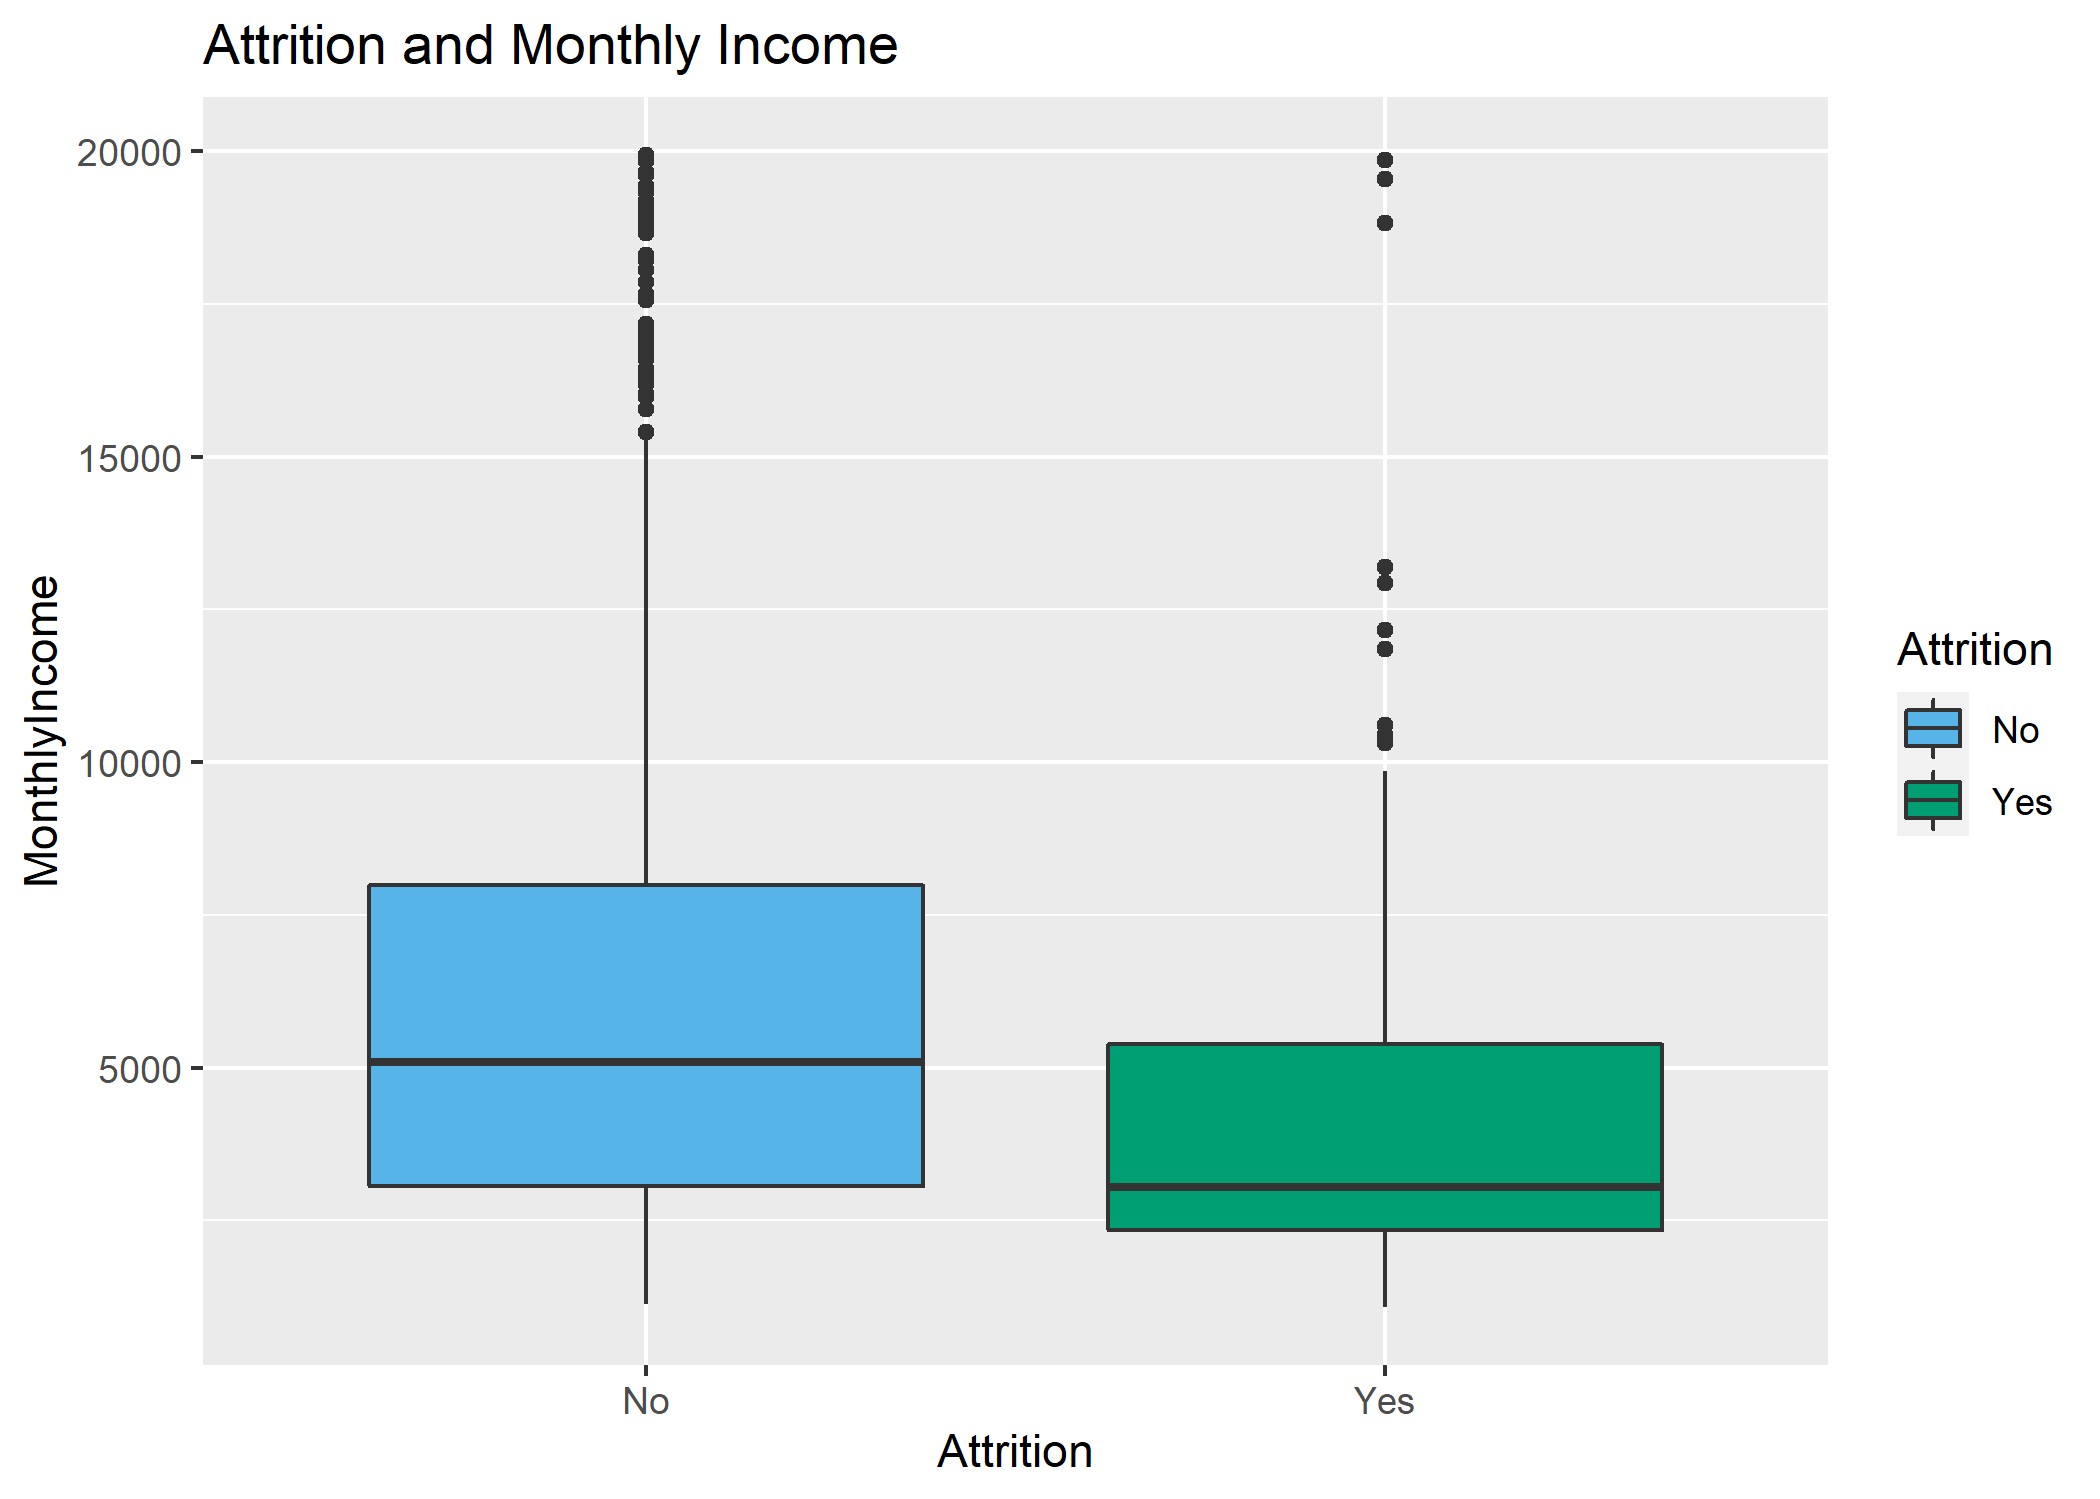 Attrition and Monthly Income
20000
15000
10000
5000
MonthlyIncome
No
Yes
Attrition
Attrition
No
Yes